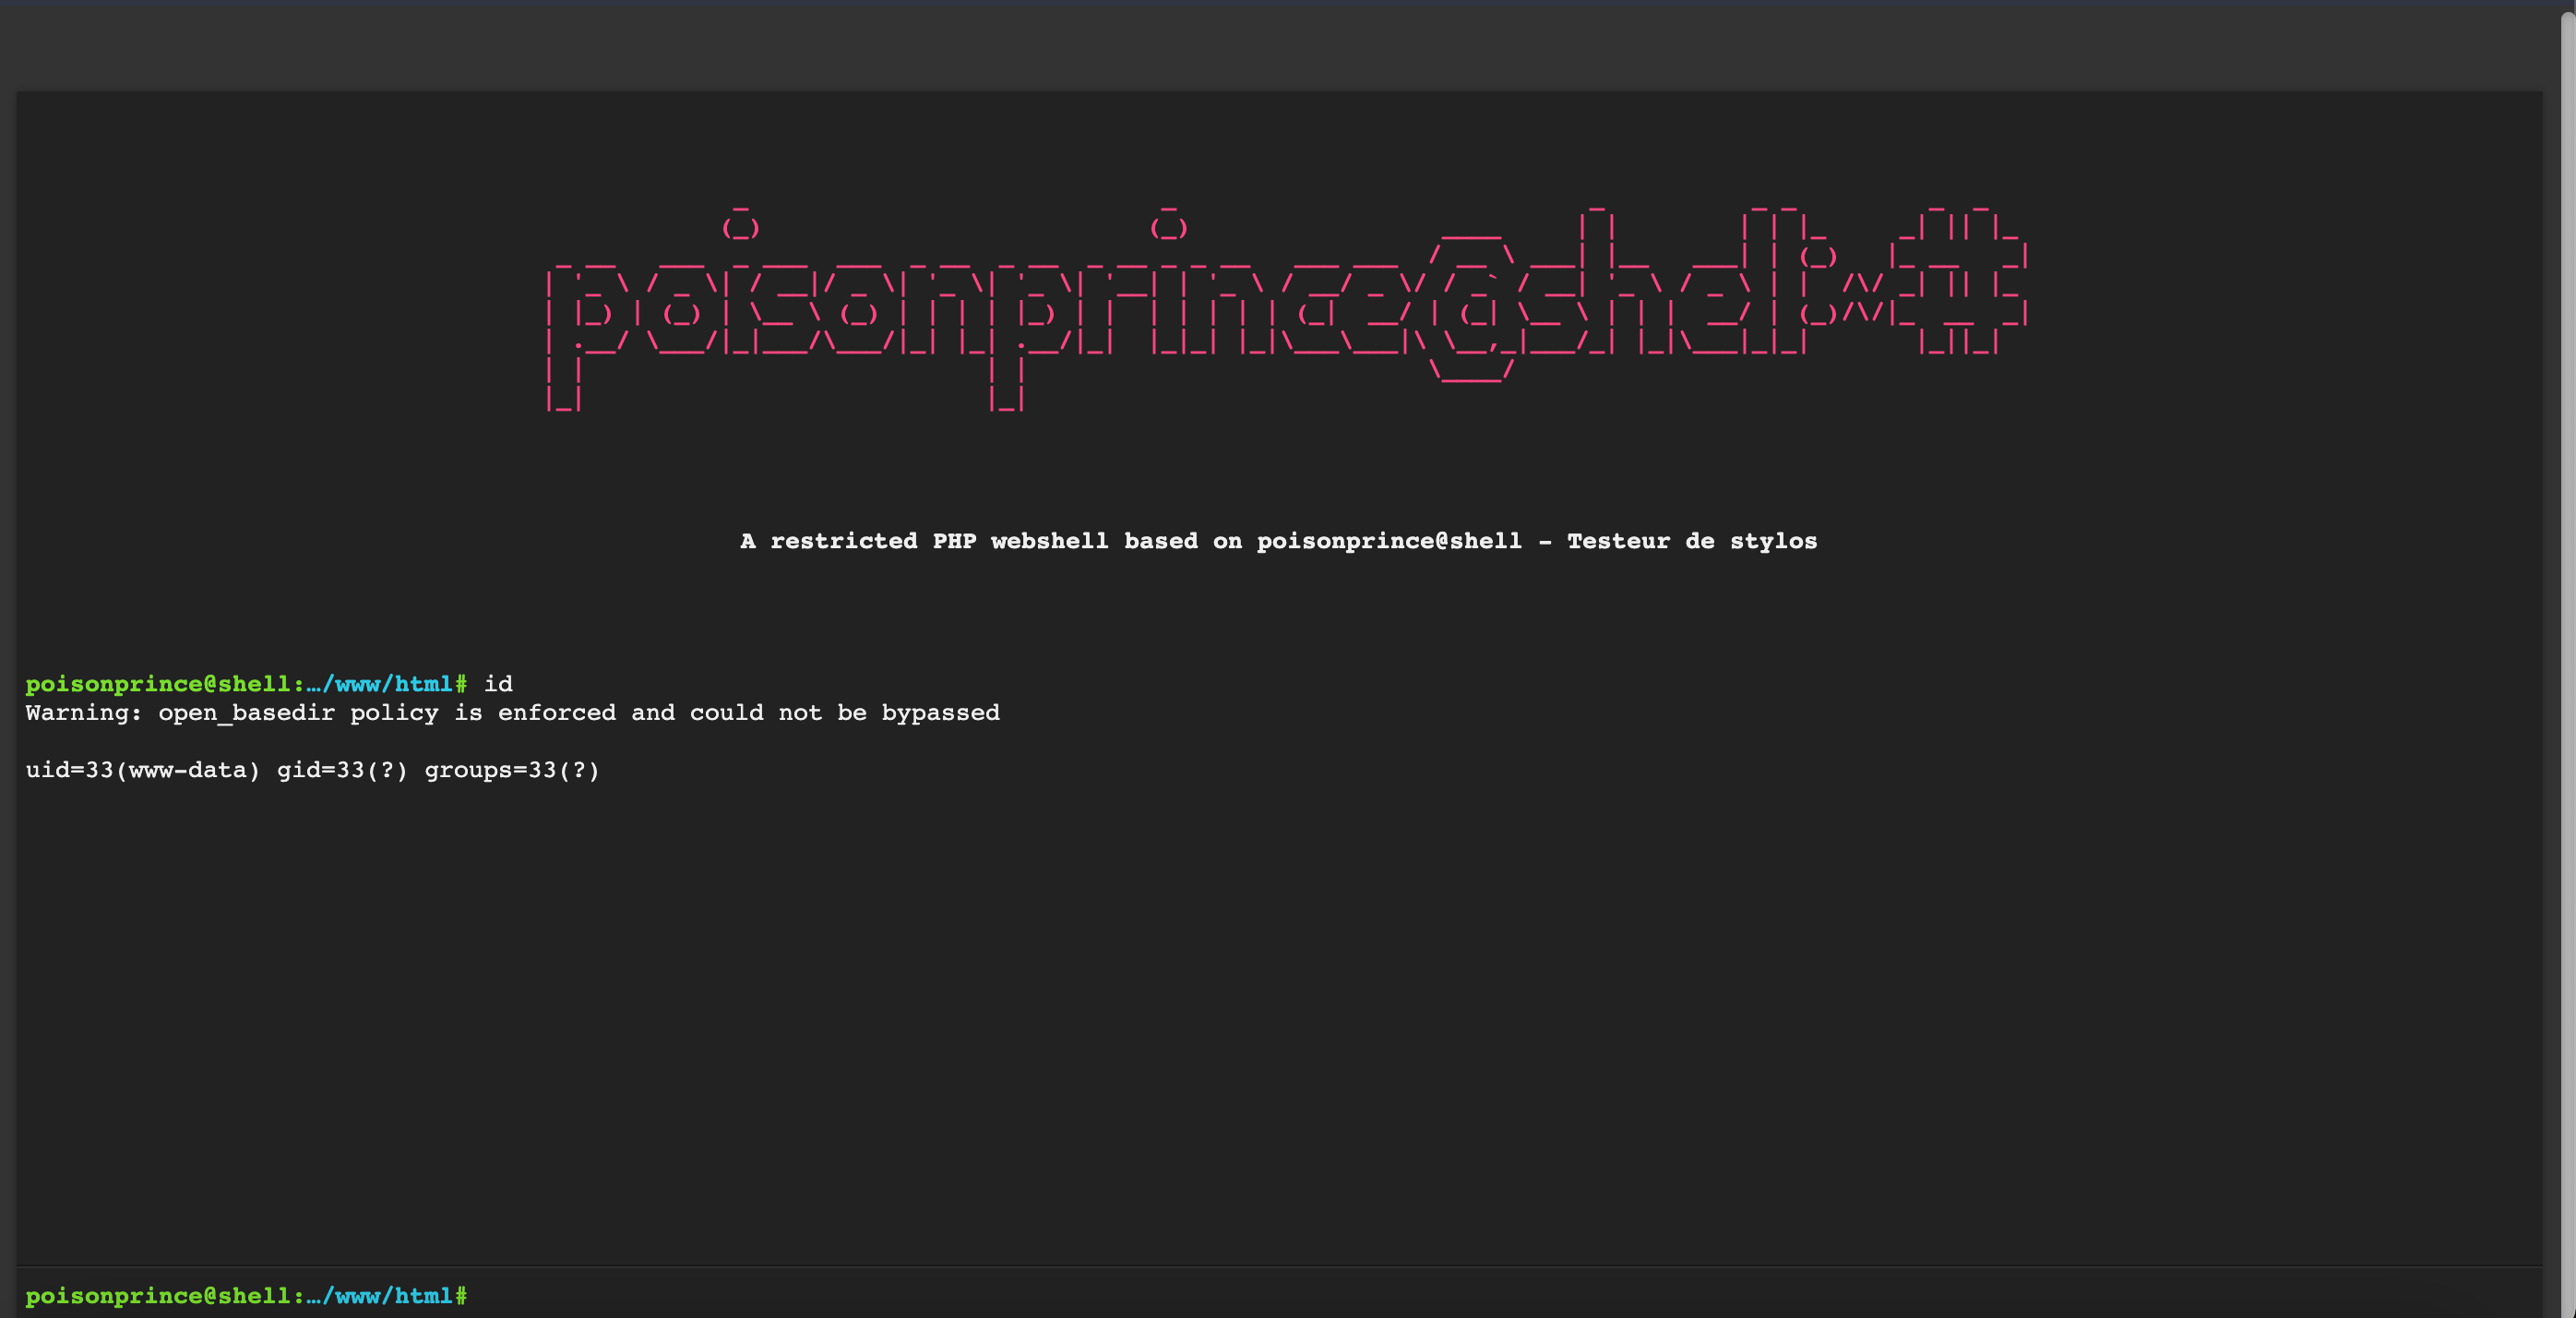 poisonprince@shell:~#
A restricted PHP webshell based on poisonprince@shell - Testeur de stylos
poisonprince@shell:…/www/html# id
Warning: open_basedir policy is enforced and could not be bypassed
uid=33(www-data) gid=33(?) groups=33(?)
poisonprince@shell:…/www/html#